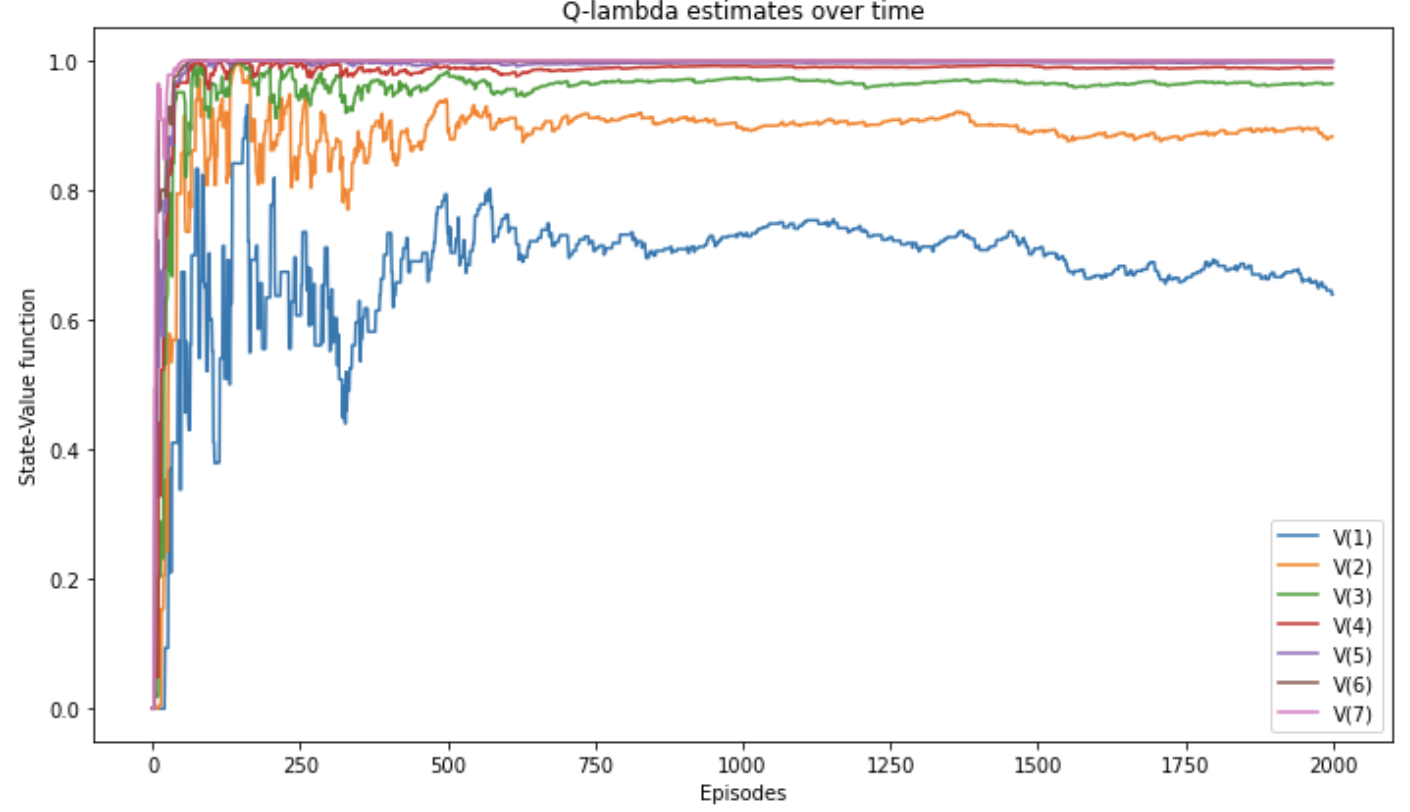 Q-lambda estimates over time
1.0
0.8
0.6
0.4
0.2
0.0
State-Value function
0 250 500 750 1000 1250 1500 1750 2000
Episodes
V(1)
V(2)
V(3)
V(4)
V(5)
V(6)
V(7)